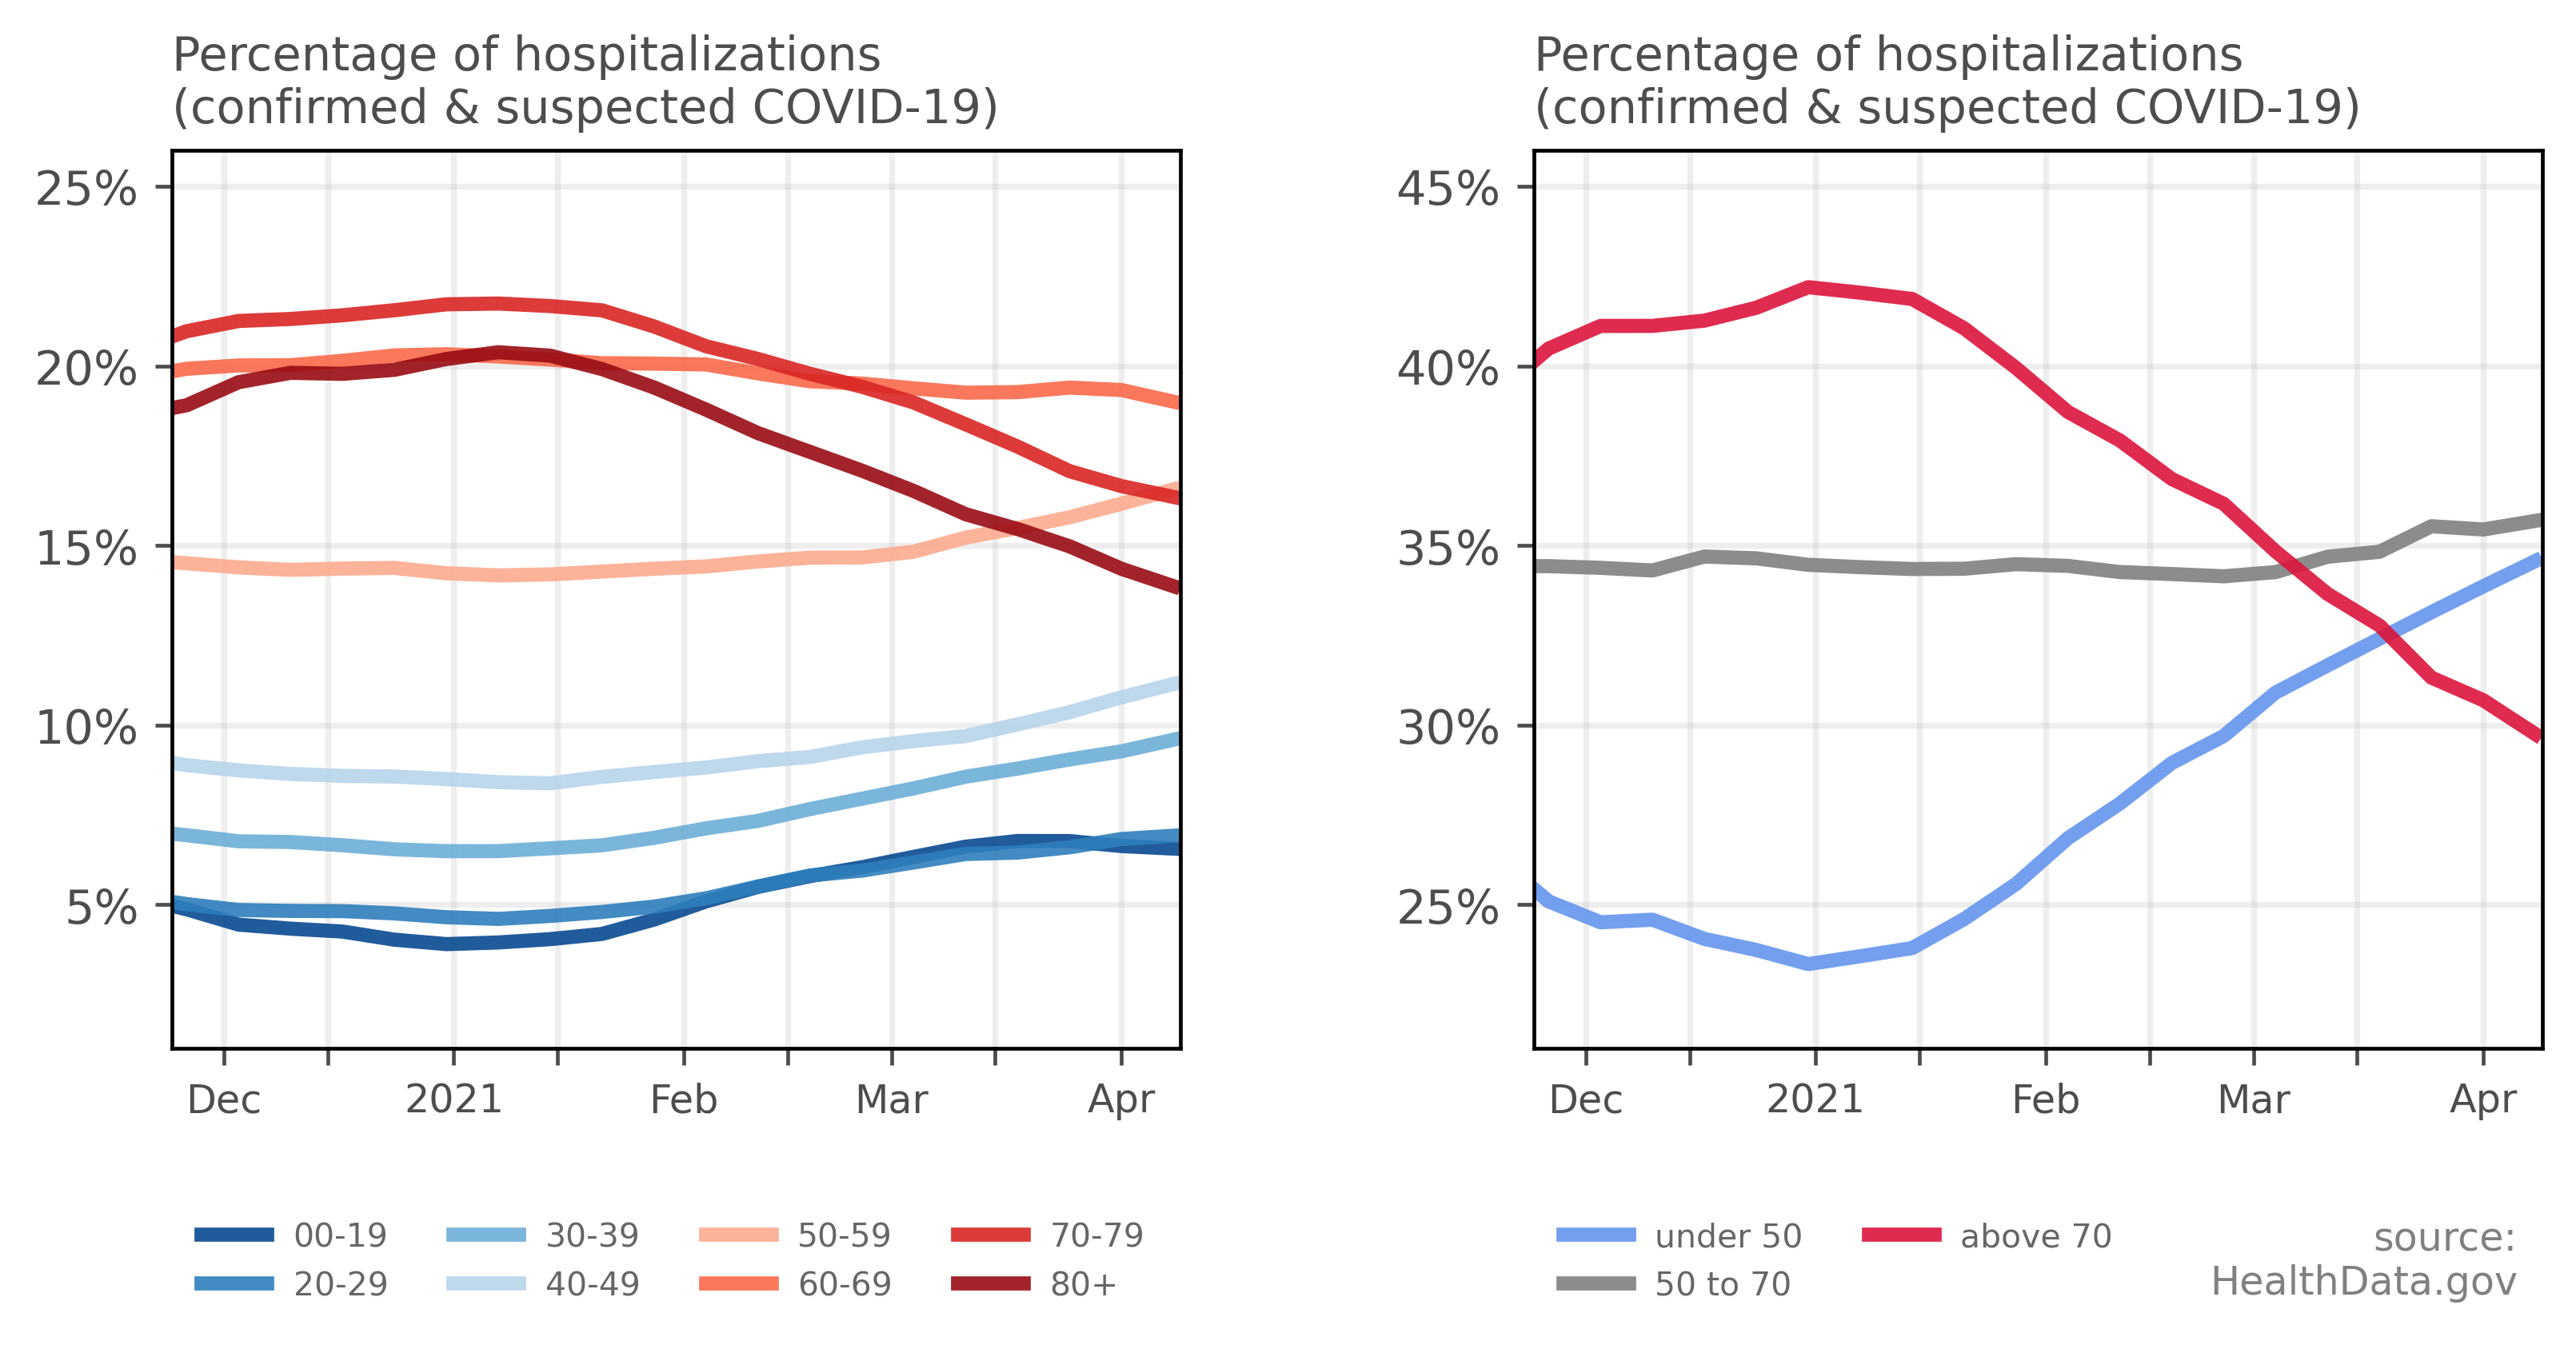 Percentage of hospitalizations
(confirmed & suspected COVID-19)
25%
20%
15%
10%
5%
Dec 2021 Feb Mar Apr
00-19 30-39 50-59 70-79
20-29 40-49 60-69 80+
Percentage of hospitalizations
(confirmed & suspected COVID-19)
45%
40%
35%
30%
25%
Dec 2021 Feb Mar Apr
under 50 above 70
50 to 70
source:
HealthData.gov